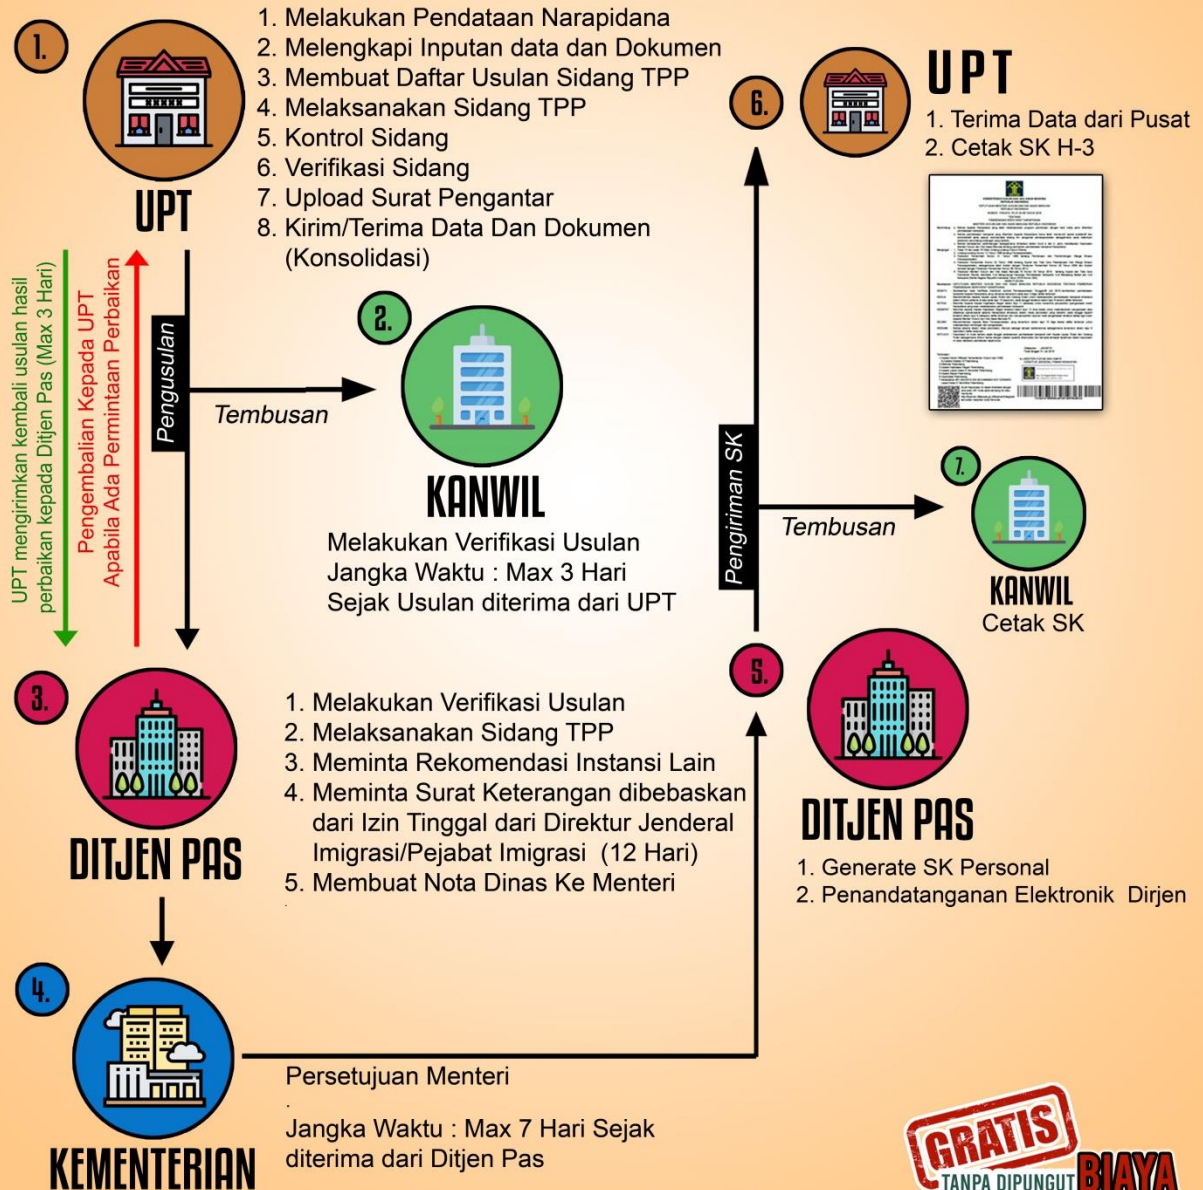 1.
1. Melakukan Pendataan Narapidana
2. Melengkapi Inputan data dan Dokumen
3. Membuat Daftar Usulan Sidang TPP
4. Melaksanakan Sidang TPP
5. Kontrol Sidang
6. Verifikasi Sidang
7. Upload Surat Pengantar
8. Kirim/Terima Data Dan Dokumen
(Konsolidasi)
UPT
UPT mengirimkan kembali usulan hasil
perbaikan kepada Ditjen Pas (Max 3 Hari)
Pengembalian Kepada UPT
Apabila Ada Permintaan Perbaikan
Pengusulan
Tembusan
2.
KANWIL
Melakukan Verifikasi Usulan
Jangka Waktu : Max 3 Hari
Sejak Usulan diterima dari UPT
3.
DITJEN PAS
1. Melakukan Verifikasi Usulan
2. Melaksanakan Sidang TPP
3. Meminta Rekomendasi Instansi Lain
4. Meminta Surat Keterangan dibebaskan
dari Izin Tinggal dari Direktur Jenderal
Imigrasi/Pejabat Imigrasi (12 Hari)
5. Membuat Nota Dinas Ke Menteri
4.
KEMENTERIAN
Persetujuan Menteri
Jangka Waktu : Max 7 Hari Sejak
diterima dari Ditjen Pas
5.
DITJEN PAS
1. Generate SK Personal
2. Penandatanganan Elektronik Dirjen
Pengiriman SK
6.
UPT
1. Terima Data dari Pusat
2. Cetak SK H-3
Tembusan
7.
KANWIL
Cetak SK
GRATIS
TANPA DIPUNGUT BIAYA